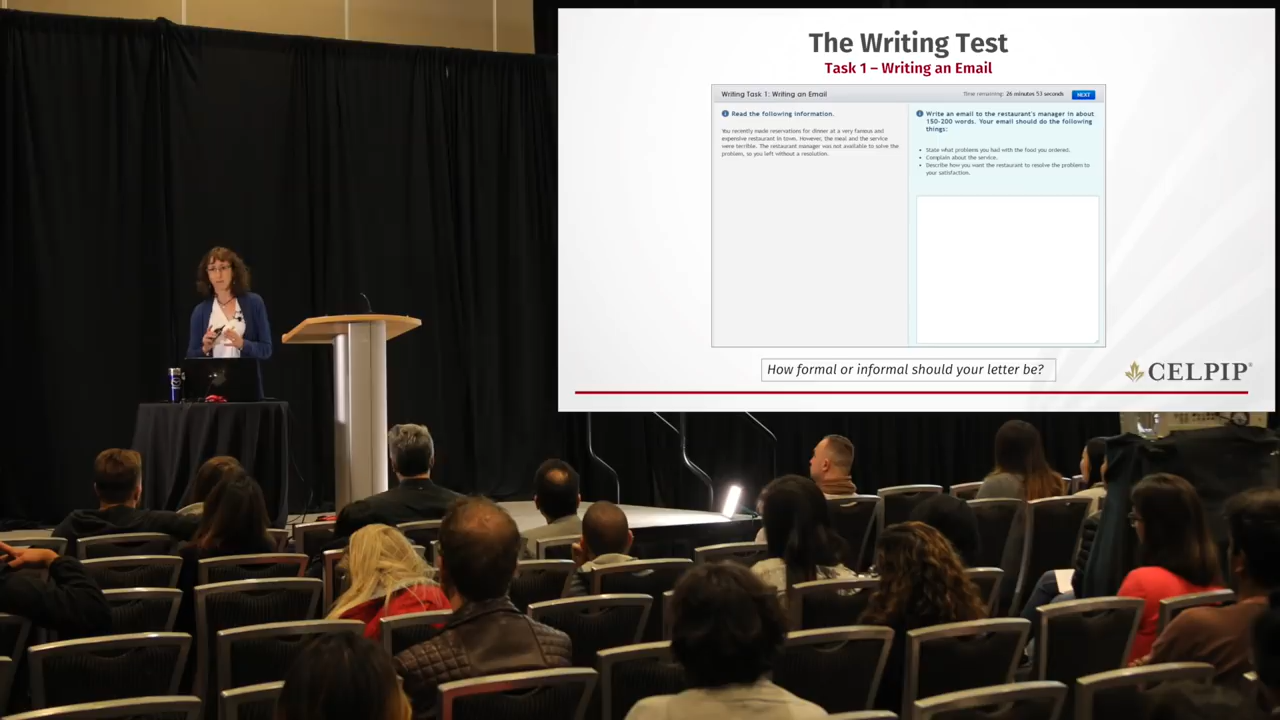 The Writing Test
Task 1 – Writing an Email
Writing Task 1: Writing an Email
Time remaining: 26 minutes 53 seconds
NEXT
Read the following information.
You recently made reservations for dinner at a very famous and
expensive restaurant in town. However, the meal and the service
were terrible. The restaurant manager was not available to solve the
problem, so you left without a resolution.
Write an email to the restaurant's manager in about
150-200 words. Your email should do the following
things:
• State what problems you had with the food you ordered.
• Complain about the service.
• Describe how you want the restaurant to resolve the problem to
your satisfaction.
How formal or informal should your letter be?
CELPIP®